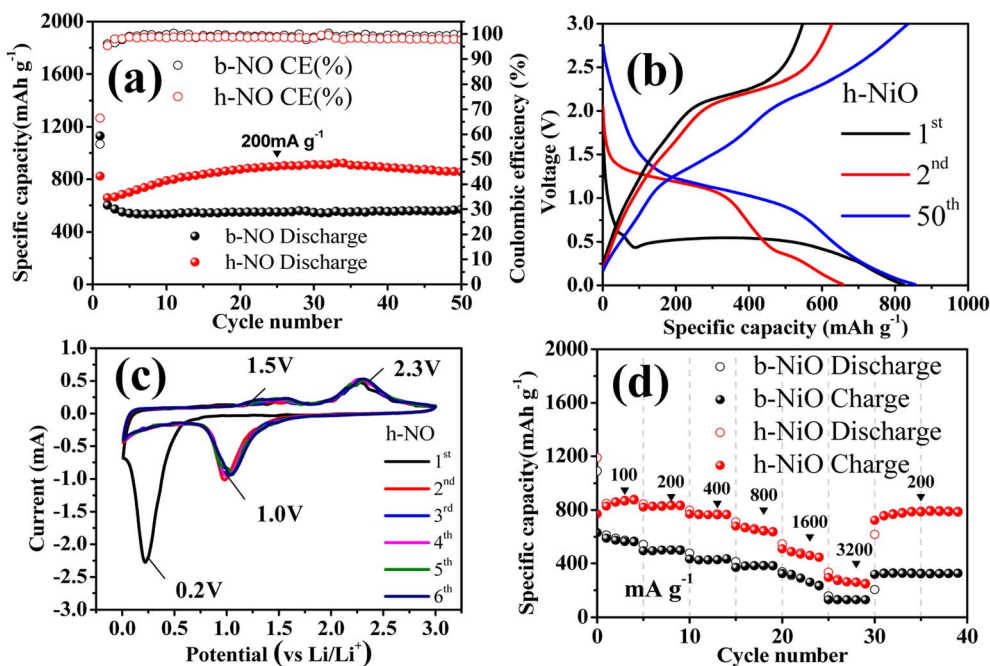 (a)
2000
1600
1200
800
400
0
Specific capacity(mAh g⁻¹)
b-NO CE(%)
h-NO CE(%)
200mA g⁻¹
b-NO Discharge
h-NO Discharge
0 10 20 30 40 50
Cycle number
100
90
80
70
60
50
40
30
20
10
0
Coulombic efficiency (%)
(b)
3.0
2.5
2.0
1.5
1.0
0.5
0.0
Voltage (V)
h-NiO
1ˢᵗ
2ⁿᵈ
50ᵗʰ
0 200 400 600 800 1000
Specific capacity (mAh g⁻¹)
(c)
1.0
0.5
0.0
-0.5
-1.0
-1.5
-2.0
-2.5
-3.0
Current (mA)
1.5V
2.3V
1.0V
0.2V
h-NO
1ˢᵗ
2ⁿᵈ
3ʳᵈ
4ᵗʰ
5ᵗʰ
6ᵗʰ
0.0 0.5 1.0 1.5 2.0 2.5 3.0
Potential (vs Li/Li⁺)
(d)
2000
1600
1200
800
400
0
Specific capacity(mAh g⁻¹)
b-NiO Discharge
b-NiO Charge
h-NiO Discharge
h-NiO Charge
100
200
400
800
1600
3200
200
mA g⁻¹
0 10 20 30 40
Cycle number